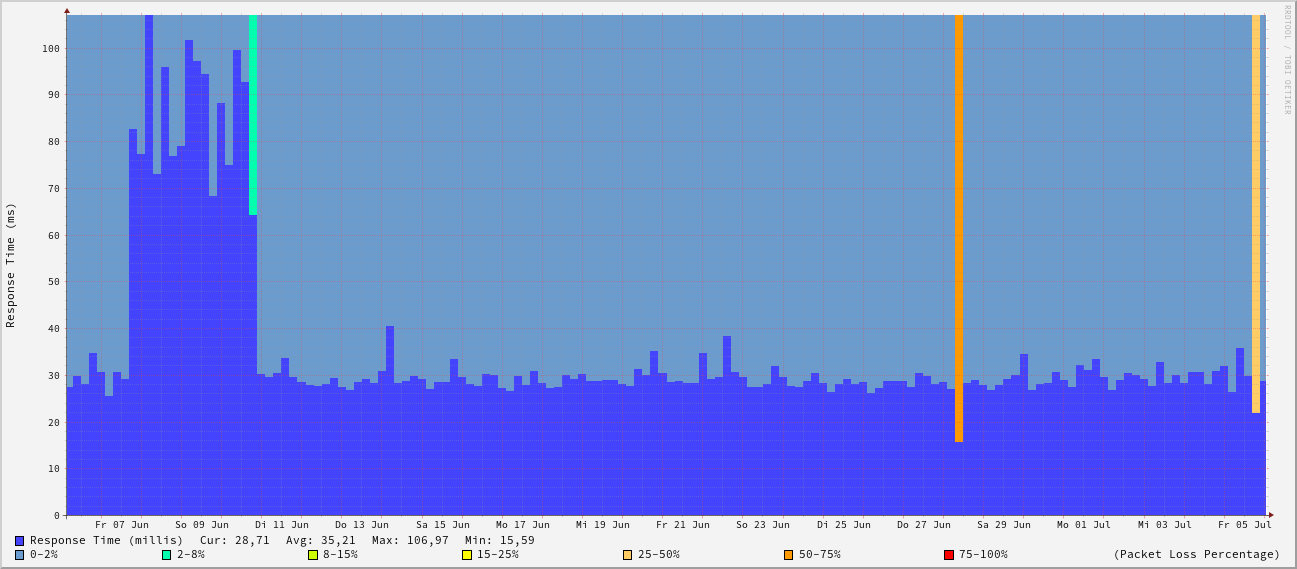 RRDTOOL / TOBI OETIKER
Response Time (ms)
100
90
80
70
60
50
40
30
20
10
0
Fr 07 Jun So 09 Jun Di 11 Jun Do 13 Jun Sa 15 Jun Mo 17 Jun Mi 19 Jun Fr 21 Jun So 23 Jun Di 25 Jun Do 27 Jun Sa 29 Jun Mo 01 Jul Mi 03 Jul Fr 05 Jul
Response Time (millis) Cur: 28,71 Avg: 35,21 Max: 106,97 Min: 15,59
0-2% 2-8% 8-15% 15-25% 25-50% 50-75% 75-100% (Packet Loss Percentage)